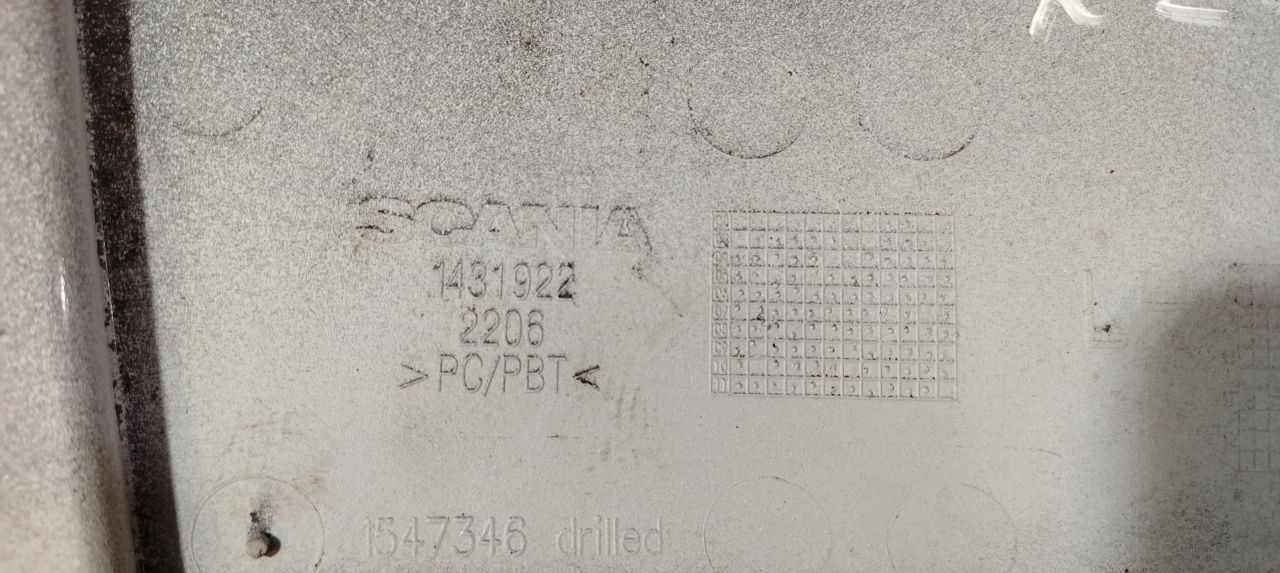 SCANIA
1431922
2206
>PC/PBT<
1547346 drilled